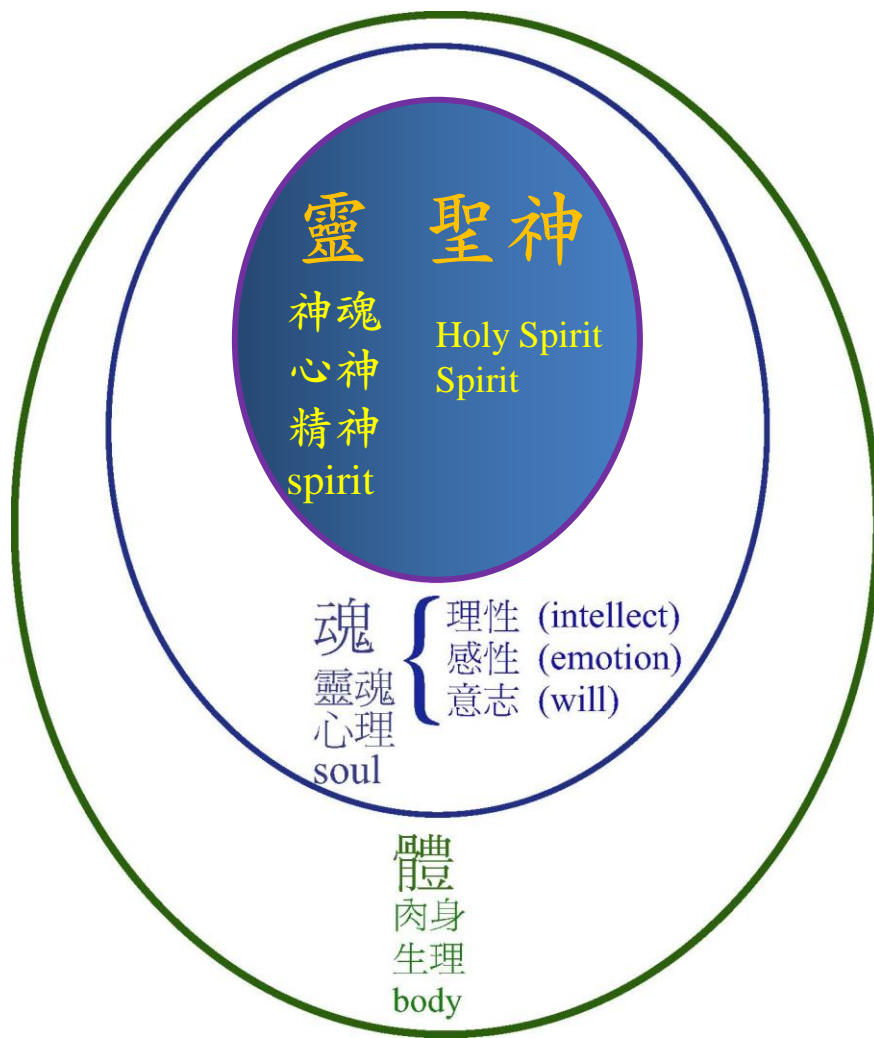 靈 聖神
神魂
心神
精神
spirit
Holy Spirit
Spirit
魂
靈魂
心理
soul
理性 (intellect)
感性 (emotion)
意志 (will)
體
肉身
生理
body